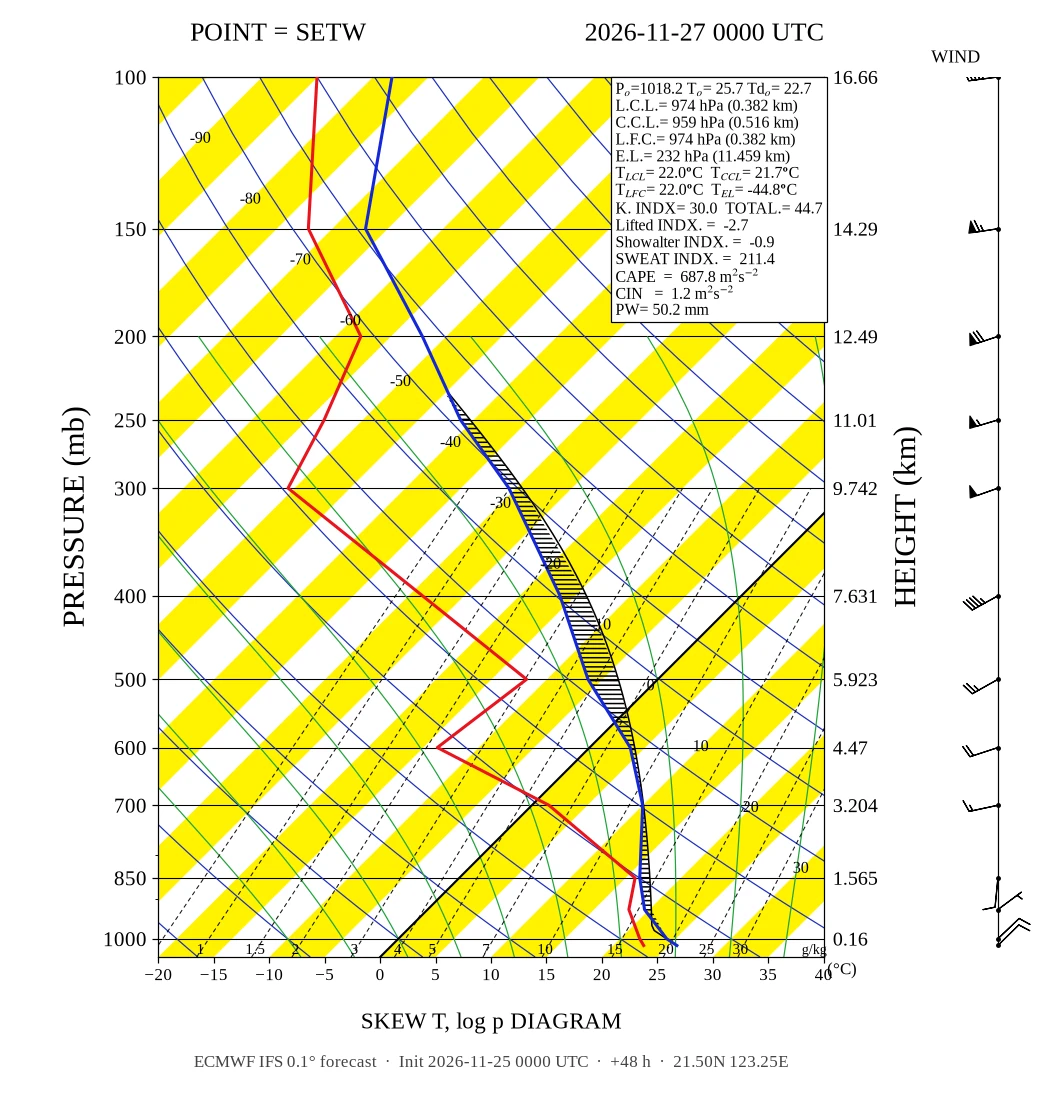 POINT = SETW
2026-11-27 0000 UTC
WIND
P₀=1018.2 T₀= 25.7 Td₀= 22.7
L.C.L.= 974 hPa (0.382 km)
C.C.L.= 959 hPa (0.516 km)
L.F.C.= 974 hPa (0.382 km)
E.L.= 232 hPa (11.459 km)
T_LCL= 22.0°C T_CCL= 21.7°C
T_LFC= 22.0°C T_EL= -44.8°C
K. INDX= 30.0 TOTAL.= 44.7
Lifted INDX. = -2.7
Showalter INDX. = -0.9
SWEAT INDX. = 211.4
CAPE = 687.8 m²s⁻²
CIN = 1.2 m²s⁻²
PW= 50.2 mm
PRESSURE (mb)
100
150
200
250
300
400
500
600
700
850
1000
-90
-80
-70
-60
-50
-40
-30
-20
-10
0
10
20
30
16.66
14.29
12.49
11.01
9.742
7.631
5.923
4.47
3.204
1.565
0.16
HEIGHT (km)
1 1.5 2 3 4 5 7 10 15 20 25 30 g/kg
−20 −15 −10 −5 0 5 10 15 20 25 30 35 40 (°C)
SKEW T, log p DIAGRAM
ECMWF IFS 0.1° forecast · Init 2026-11-25 0000 UTC · +48 h · 21.50N 123.25E